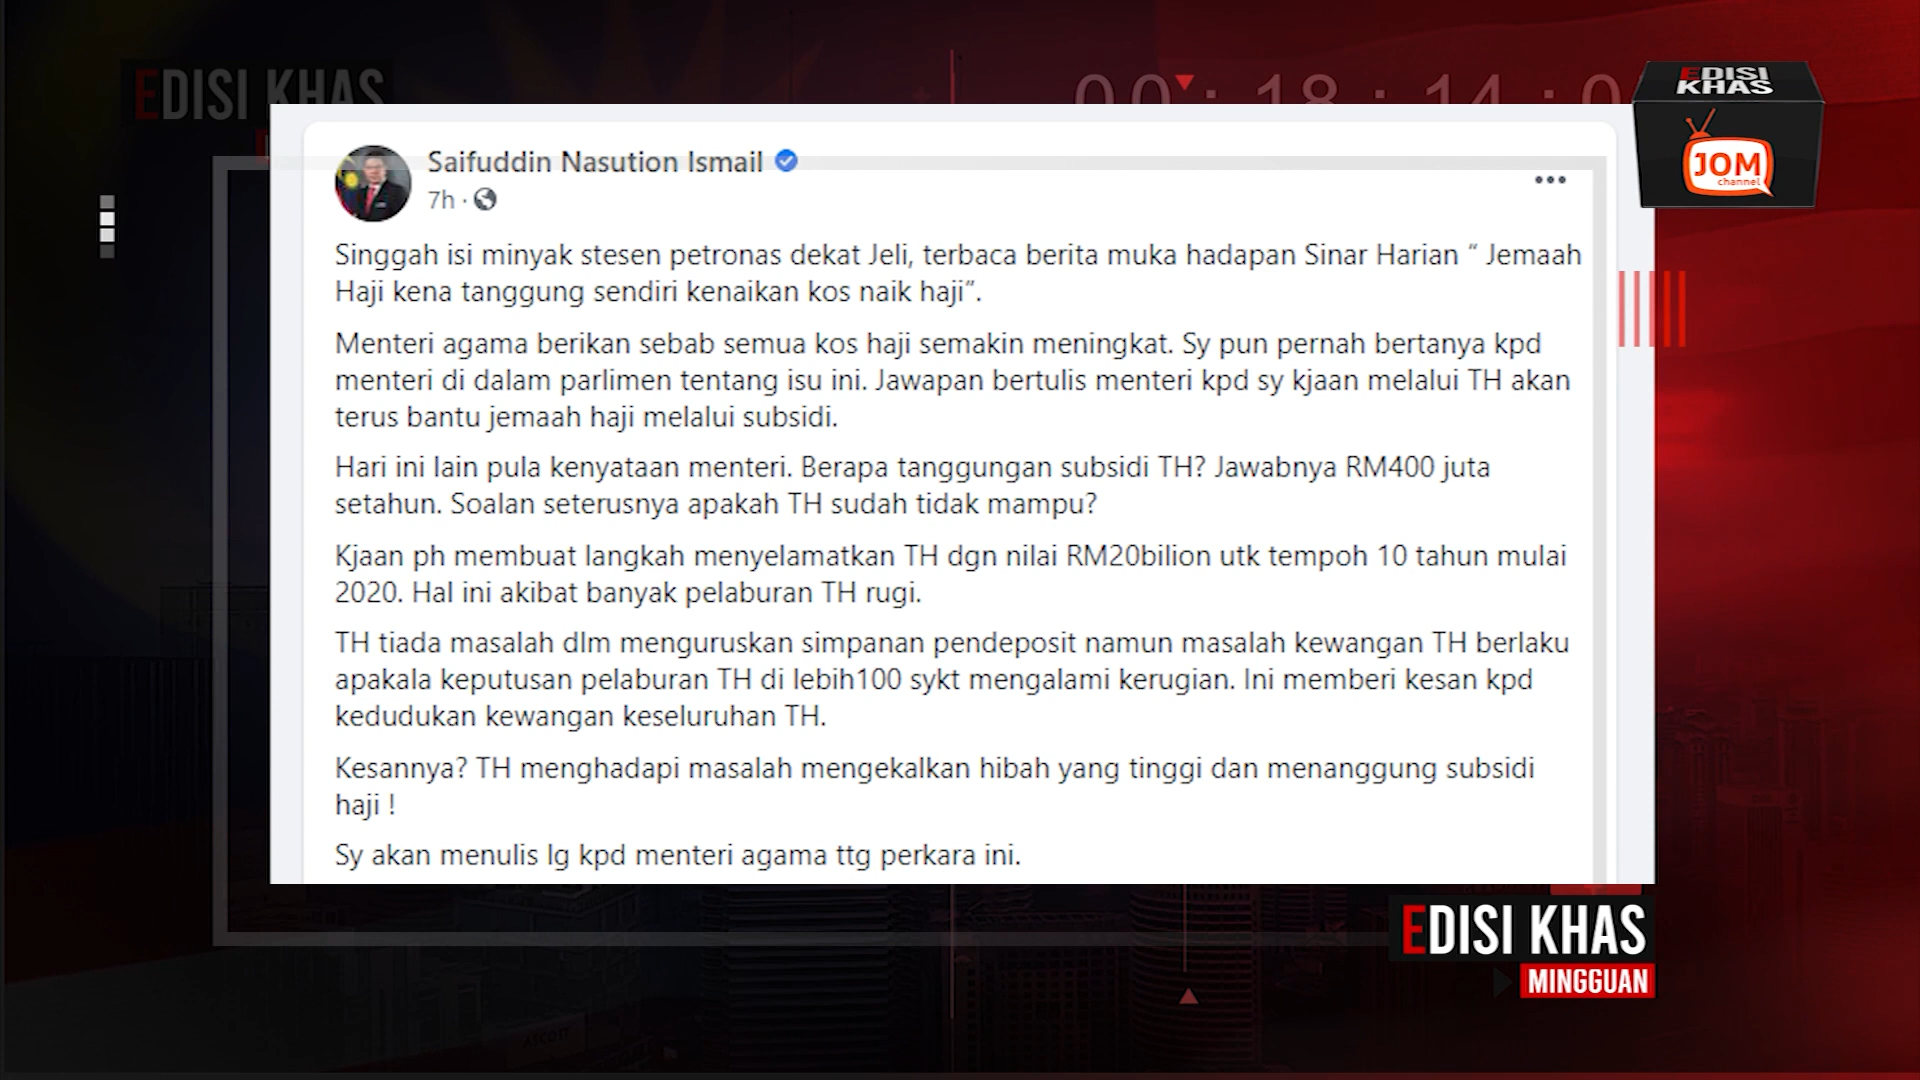 EDISI KHAS
00 : 18 : 14 : 0
EDISI
KHAS
JOM
channel
Saifuddin Nasution Ismail
7h ·
Singgah isi minyak stesen petronas dekat Jeli, terbaca berita muka hadapan Sinar Harian “ Jemaah
Haji kena tanggung sendiri kenaikan kos naik haji”.
Menteri agama berikan sebab semua kos haji semakin meningkat. Sy pun pernah bertanya kpd
menteri di dalam parlimen tentang isu ini. Jawapan bertulis menteri kpd sy kjaan melalui TH akan
terus bantu jemaah haji melalui subsidi.
Hari ini lain pula kenyataan menteri. Berapa tanggungan subsidi TH? Jawabnya RM400 juta
setahun. Soalan seterusnya apakah TH sudah tidak mampu?
Kjaan ph membuat langkah menyelamatkan TH dgn nilai RM20bilion utk tempoh 10 tahun mulai
2020. Hal ini akibat banyak pelaburan TH rugi.
TH tiada masalah dlm menguruskan simpanan pendeposit namun masalah kewangan TH berlaku
apakala keputusan pelaburan TH di lebih100 sykt mengalami kerugian. Ini memberi kesan kpd
kedudukan kewangan keseluruhan TH.
Kesannya? TH menghadapi masalah mengekalkan hibah yang tinggi dan menanggung subsidi
haji !
Sy akan menulis lg kpd menteri agama ttg perkara ini.
EDISI KHAS
MINGGUAN
ASCOTT